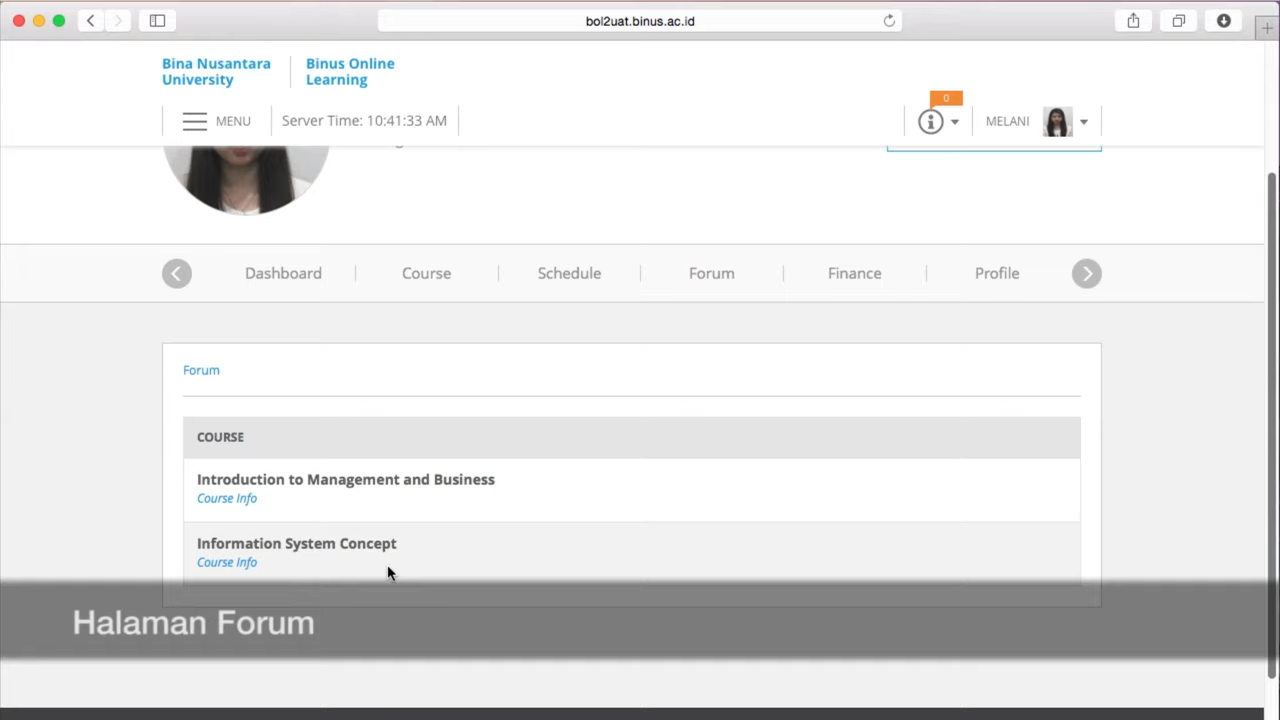 bol2uat.binus.ac.id
Bina Nusantara
University
Binus Online
Learning
MENU
Server Time: 10:41:33 AM
0
MELANI
Dashboard
Course
Schedule
Forum
Finance
Profile
Forum
COURSE
Introduction to Management and Business
Course Info
Information System Concept
Course Info
Halaman Forum